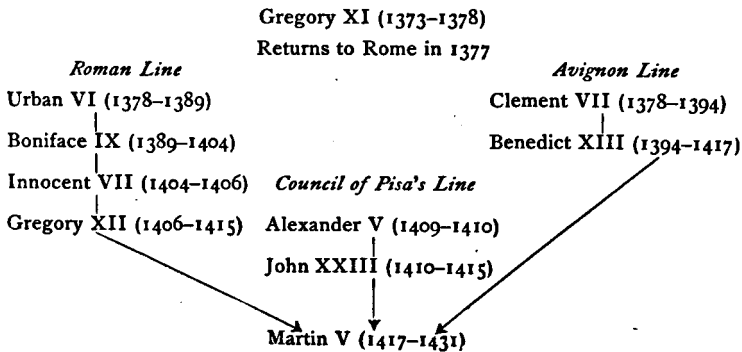 Gregory XI (1373–1378)
Returns to Rome in 1377
Roman Line
Avignon Line
Urban VI (1378–1389)
Clement VII (1378–1394)
Boniface IX (1389–1404)
Benedict XIII (1394–1417)
Innocent VII (1404–1406)
Council of Pisa's Line
Gregory XII (1406–1415)
Alexander V (1409–1410)
John XXIII (1410–1415)
Martin V (1417–1431)